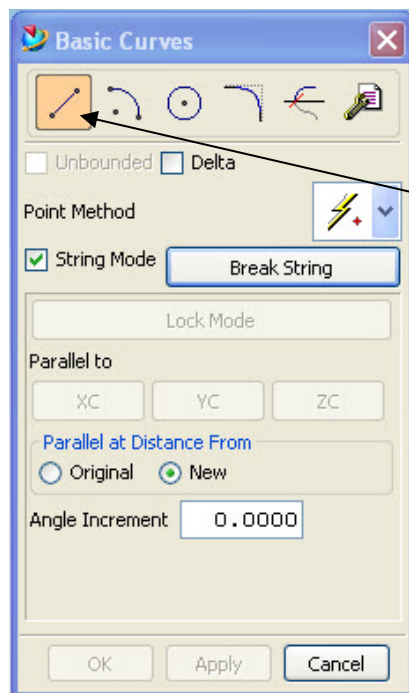 Basic Curves
Unbounded Delta
Point Method
String Mode Break String
Lock Mode
Parallel to
XC YC ZC
Parallel at Distance From
Original New
Angle Increment 0.0000
OK Apply Cancel